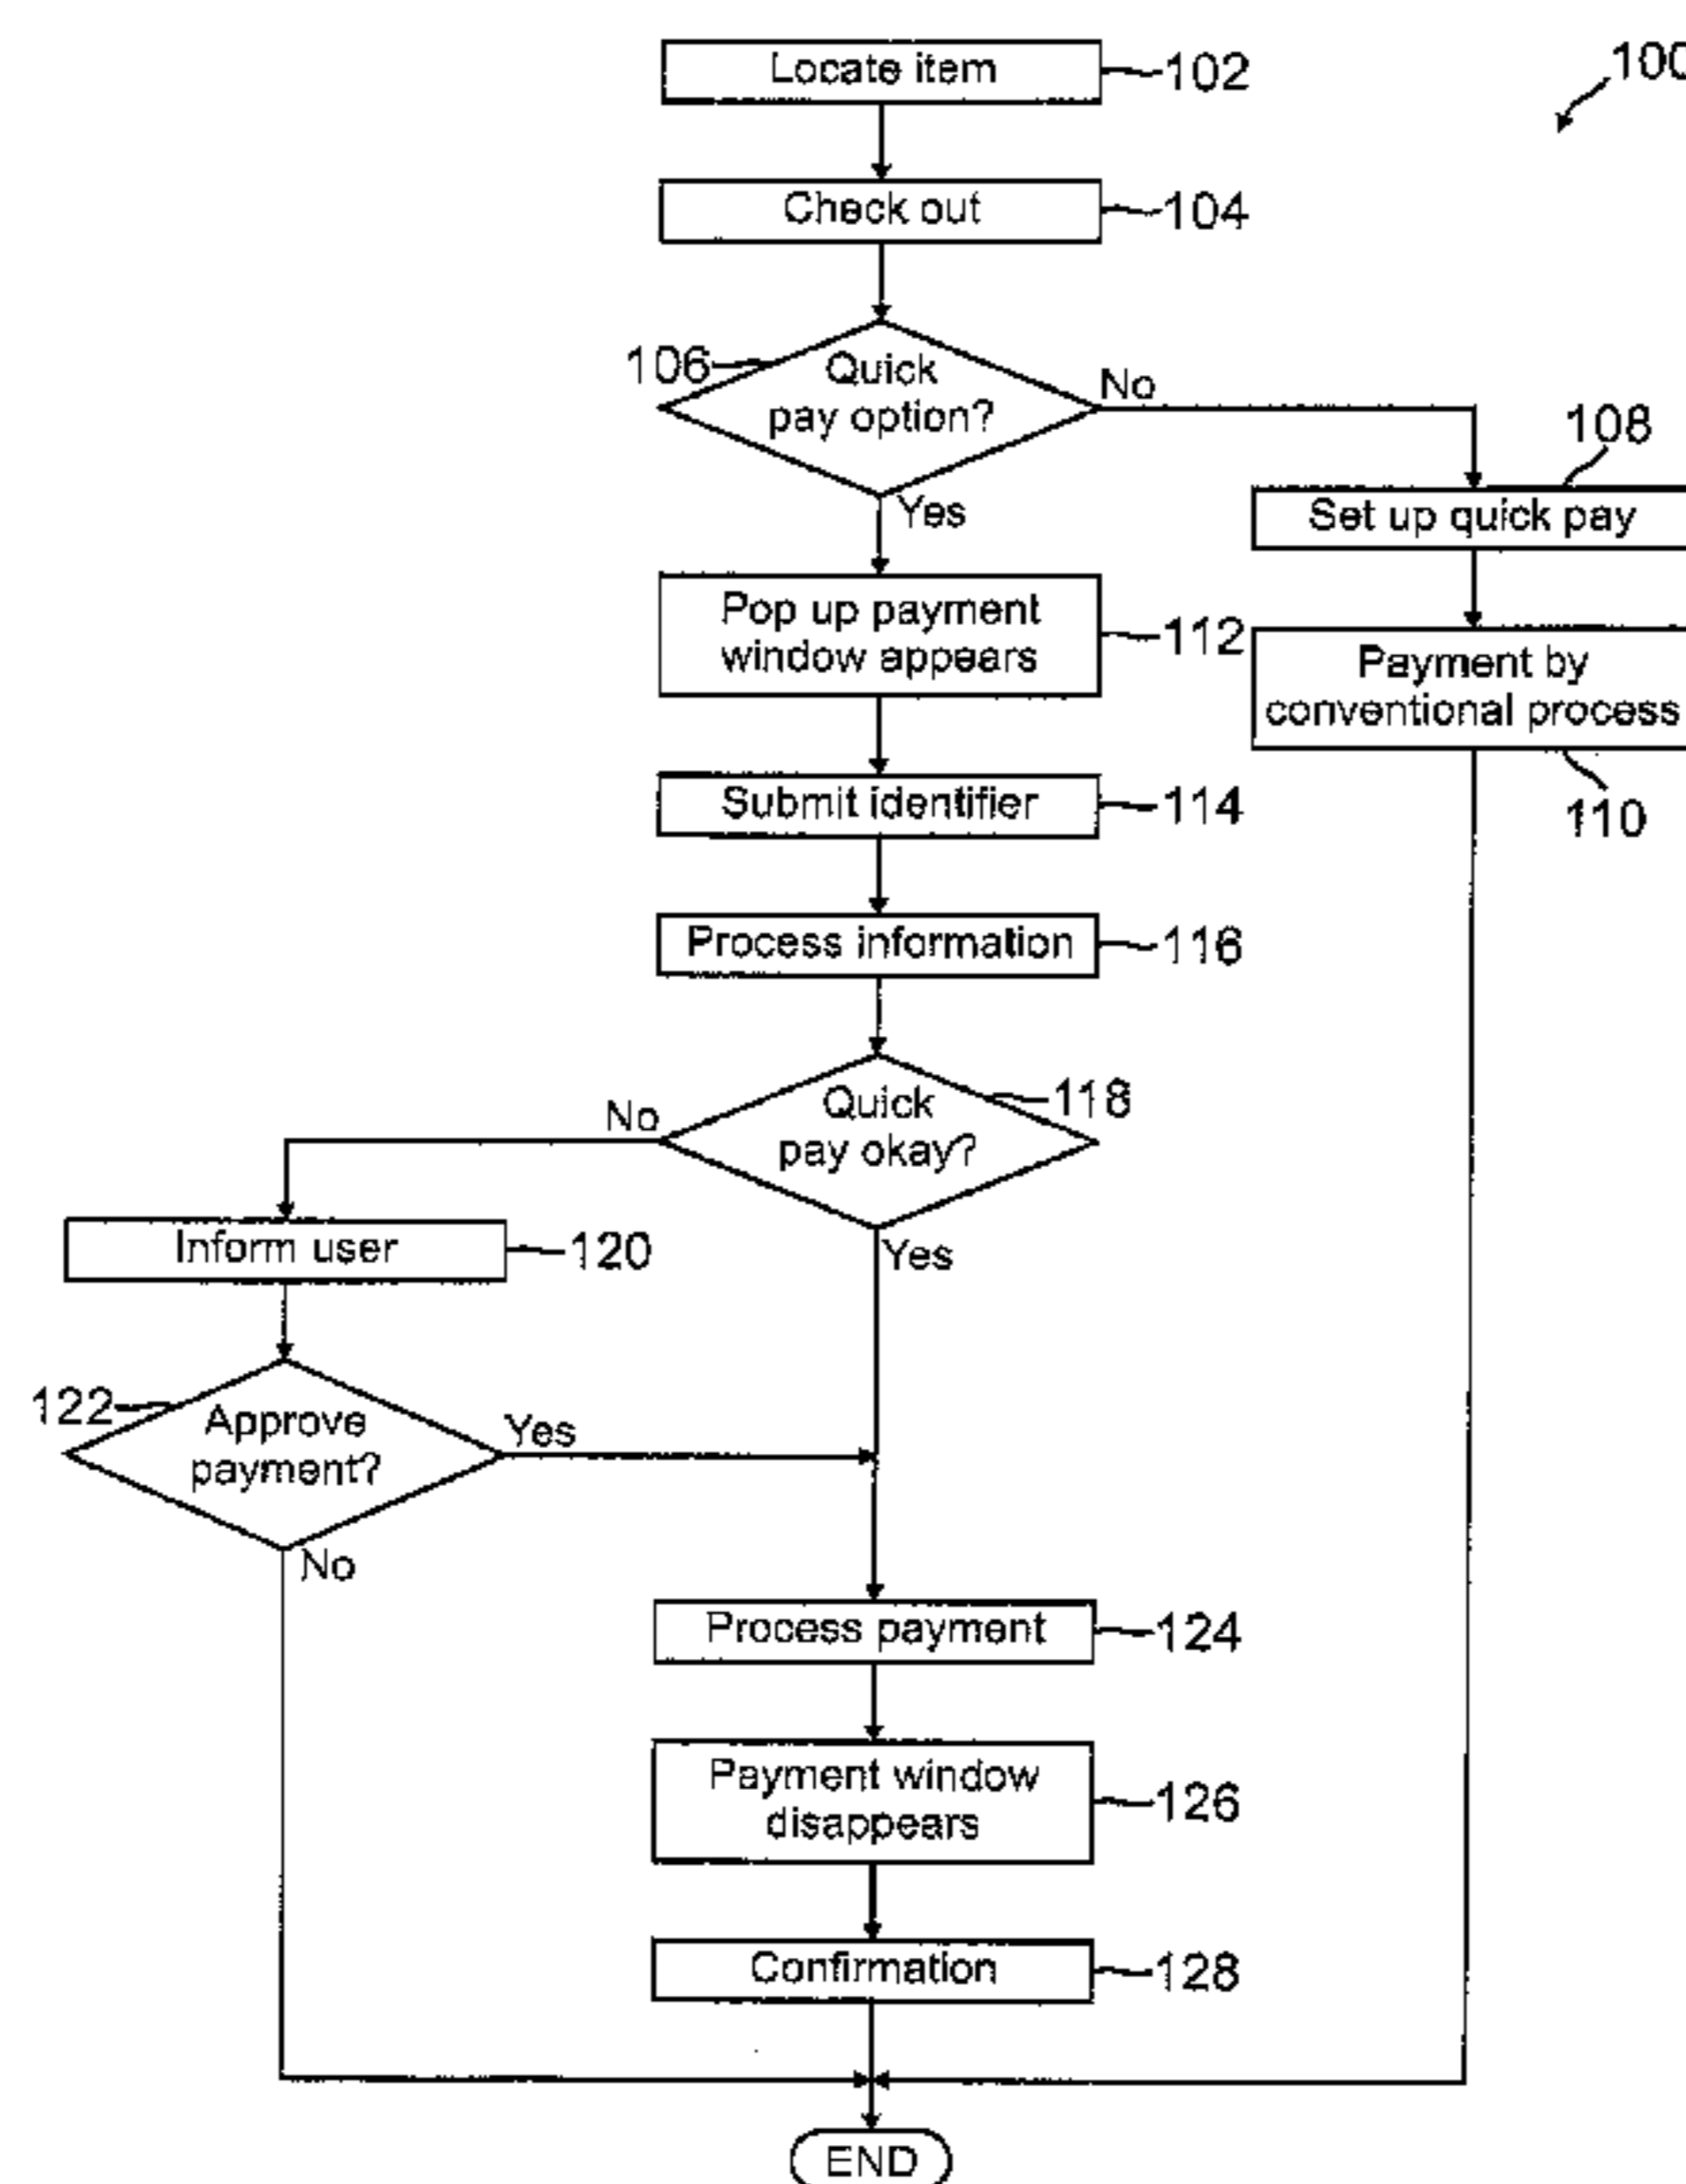 Locate item
102
100
Check out
104
106
Quick
pay option?
No
Yes
108
Set up quick pay
Pop up payment
window appears
112
Payment by
conventional process
110
Submit identifier
114
Process information
116
Quick
pay okay?
118
No
Yes
Inform user
120
122
Approve
payment?
Yes
No
Process payment
124
Payment window
disappears
126
Confirmation
128
END